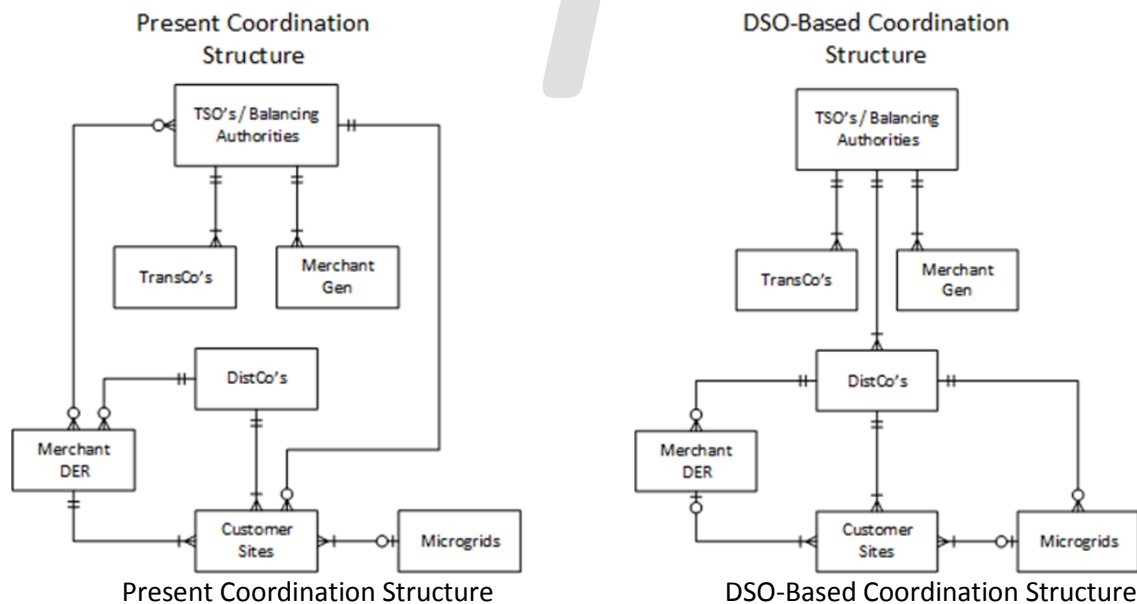 Present Coordination
Structure
TSO's / Balancing
Authorities
TransCo's
Merchant
Gen
DistCo's
Merchant
DER
Customer
Sites
Microgrids
Present Coordination Structure
DSO-Based Coordination
Structure
TSO's / Balancing
Authorities
TransCo's
Merchant
Gen
DistCo's
Merchant
DER
Customer
Sites
Microgrids
DSO-Based Coordination Structure